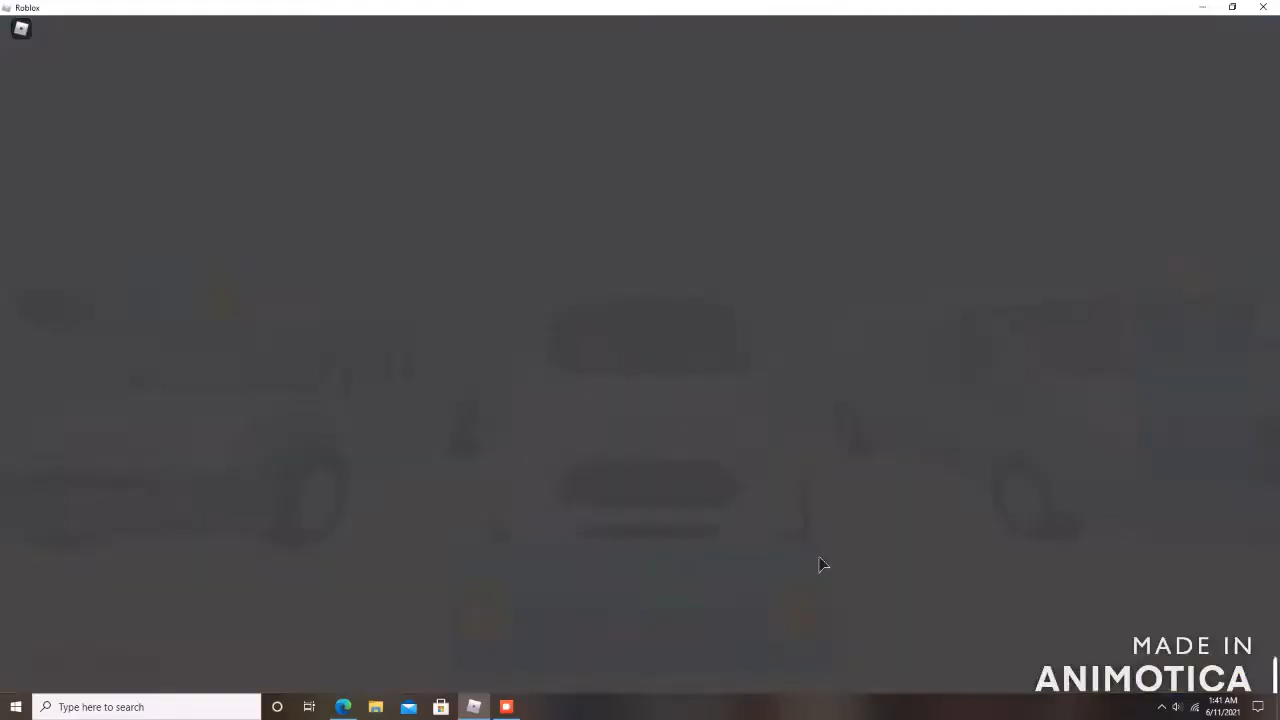 Roblox
MADE IN
ANIMOTICA
Type here to search
1:41 AM
6/11/2021